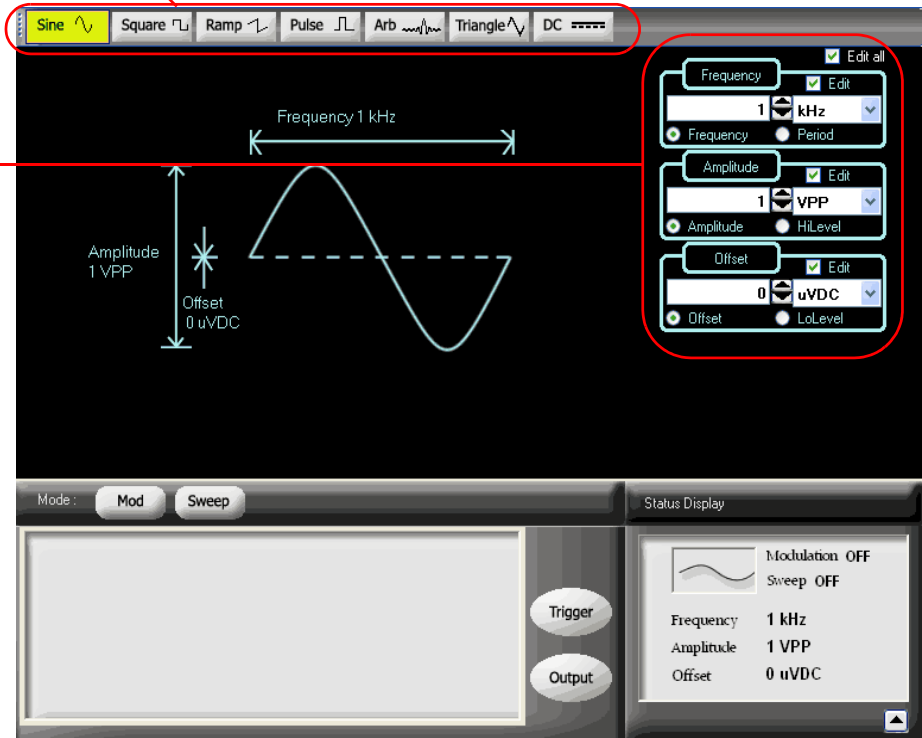 Sine Square Ramp Pulse Arb Triangle DC
Edit all
Frequency
Edit
1 kHz
Frequency Period
Amplitude
Edit
1 VPP
Amplitude HiLevel
Offset
Edit
0 uVDC
Offset LoLevel
Frequency 1 kHz
Amplitude
1 VPP
Offset
0 uVDC
Mode : Mod Sweep
Trigger
Output
Status Display
Modulation OFF
Sweep OFF
Frequency 1 kHz
Amplitude 1 VPP
Offset 0 uVDC